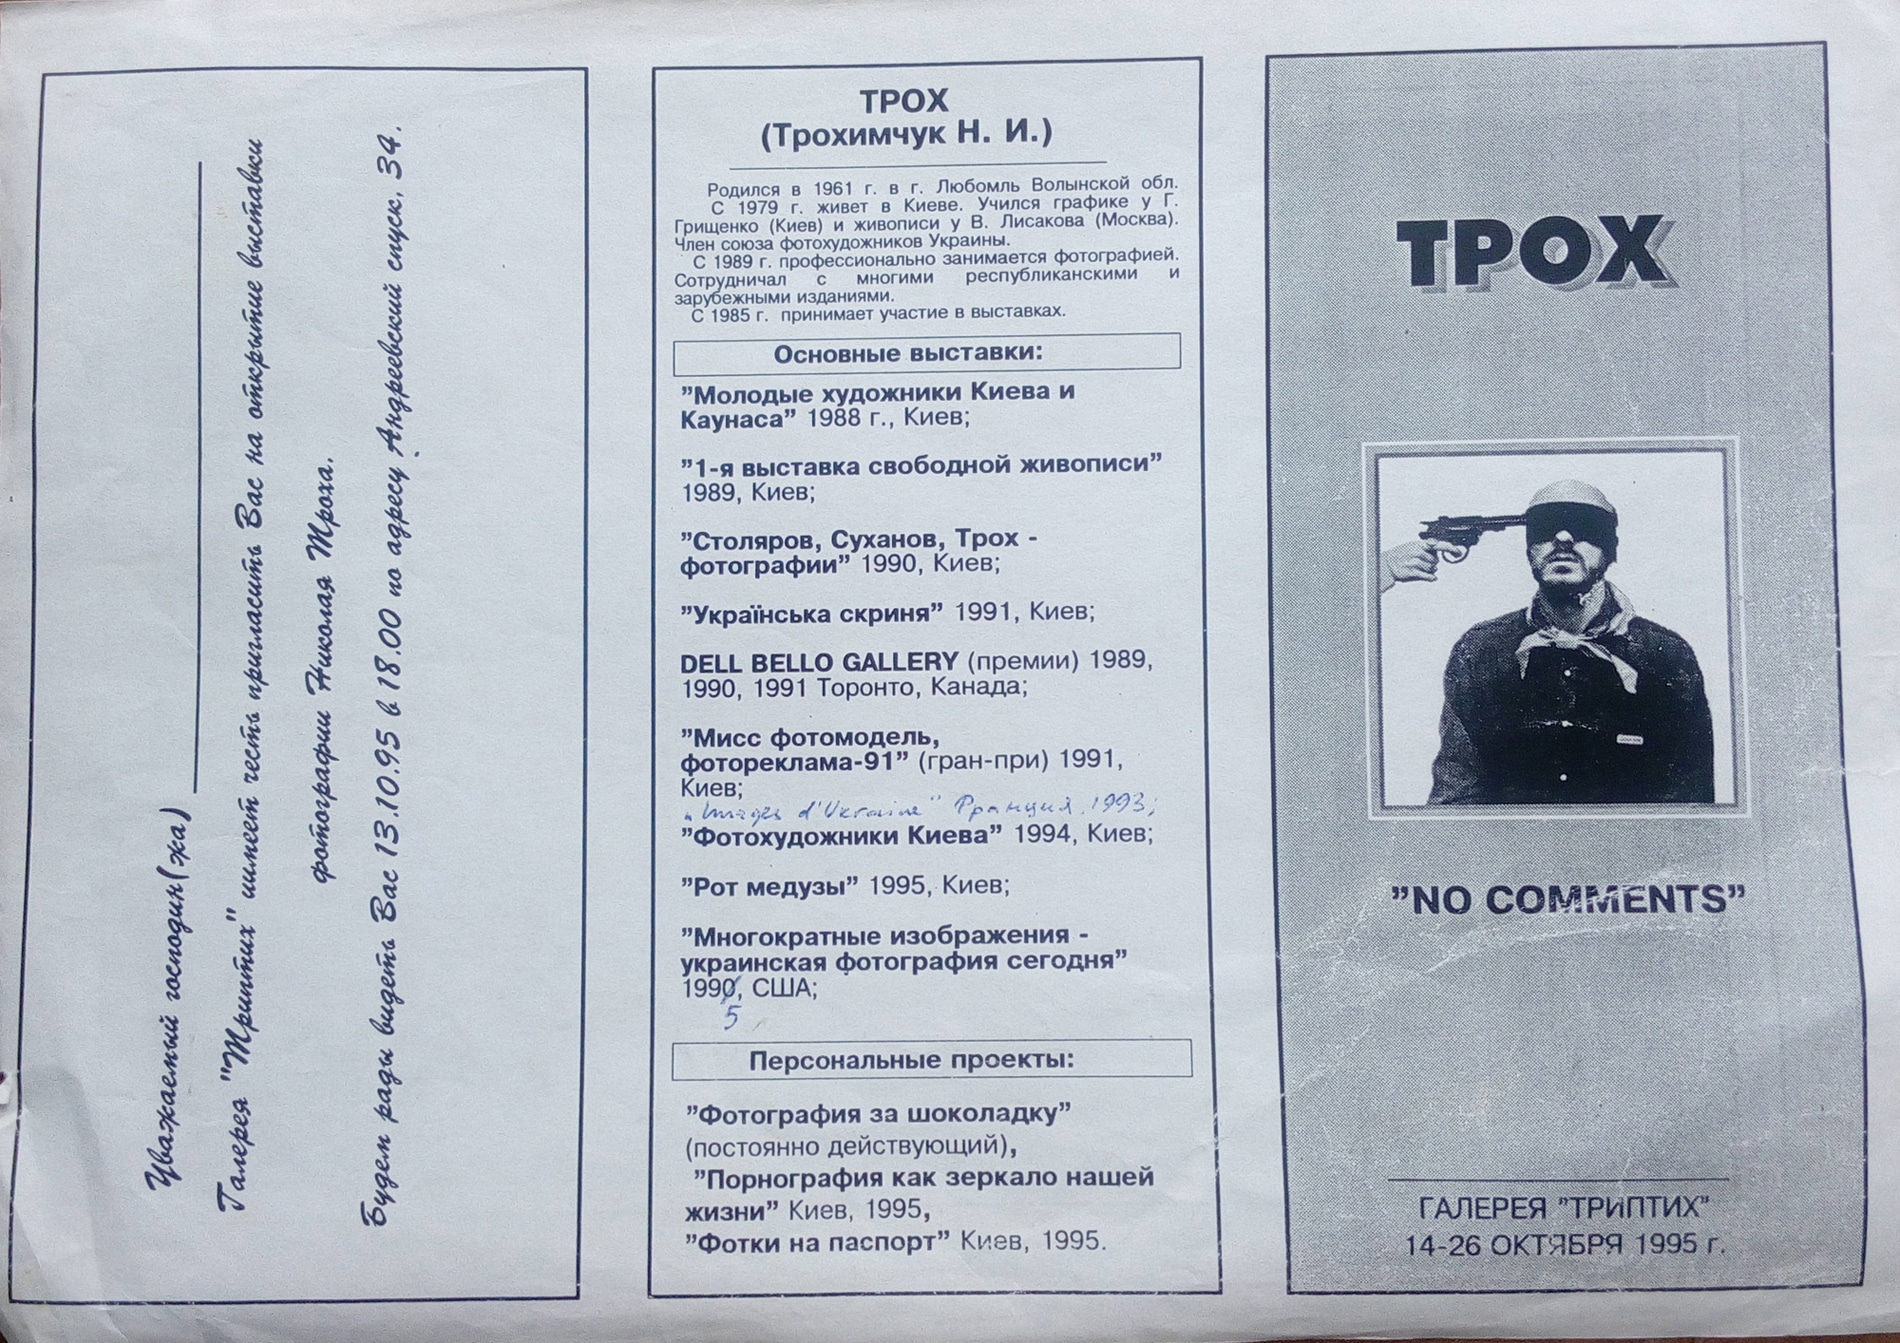 Уважаемый господин(жа)
Галерея "Триптих" имеет честь пригласить Вас на открытие выставки
фотографии Николая Троха.
Будем рады видеть Вас 13.10.95 в 18.00 по адресу Андреевский спуск, 34.
ТРОХ
(Трохимчук Н. И.)
Родился в 1961 г. в г. Любомль Волынской обл.
С 1979 г. живет в Киеве. Учился графике у Г.
Грищенко (Киев) и живописи у В. Лисакова (Москва).
Член союза фотохудожников Украины.
С 1989 г. профессионально занимается фотографией.
Сотрудничал с многими республиканскими и
зарубежными изданиями.
С 1985 г. принимает участие в выставках.
Основные выставки:
"Молодые художники Киева и
Каунаса" 1988 г., Киев;
"1-я выставка свободной живописи"
1989, Киев;
"Столяров, Суханов, Трох -
фотографии" 1990, Киев;
"Українська скриня" 1991, Киев;
DELL BELLO GALLERY (премии) 1989,
1990, 1991 Торонто, Канада;
"Мисс фотомодель,
фотореклама-91" (гран-при) 1991,
Киев;
"Images d'Ukraine" Франция, 1993;
"Фотохудожники Киева" 1994, Киев;
"Рот медузы" 1995, Киев;
"Многократные изображения -
украинская фотография сегодня"
1990, США;
5
Персональные проекты:
"Фотография за шоколадку"
(постоянно действующий),
"Порнография как зеркало нашей
жизни" Киев, 1995,
"Фотки на паспорт" Киев, 1995.
ТРОХ
"NO COMMENTS"
ГАЛЕРЕЯ "ТРИПТИХ"
14-26 ОКТЯБРЯ 1995 г.